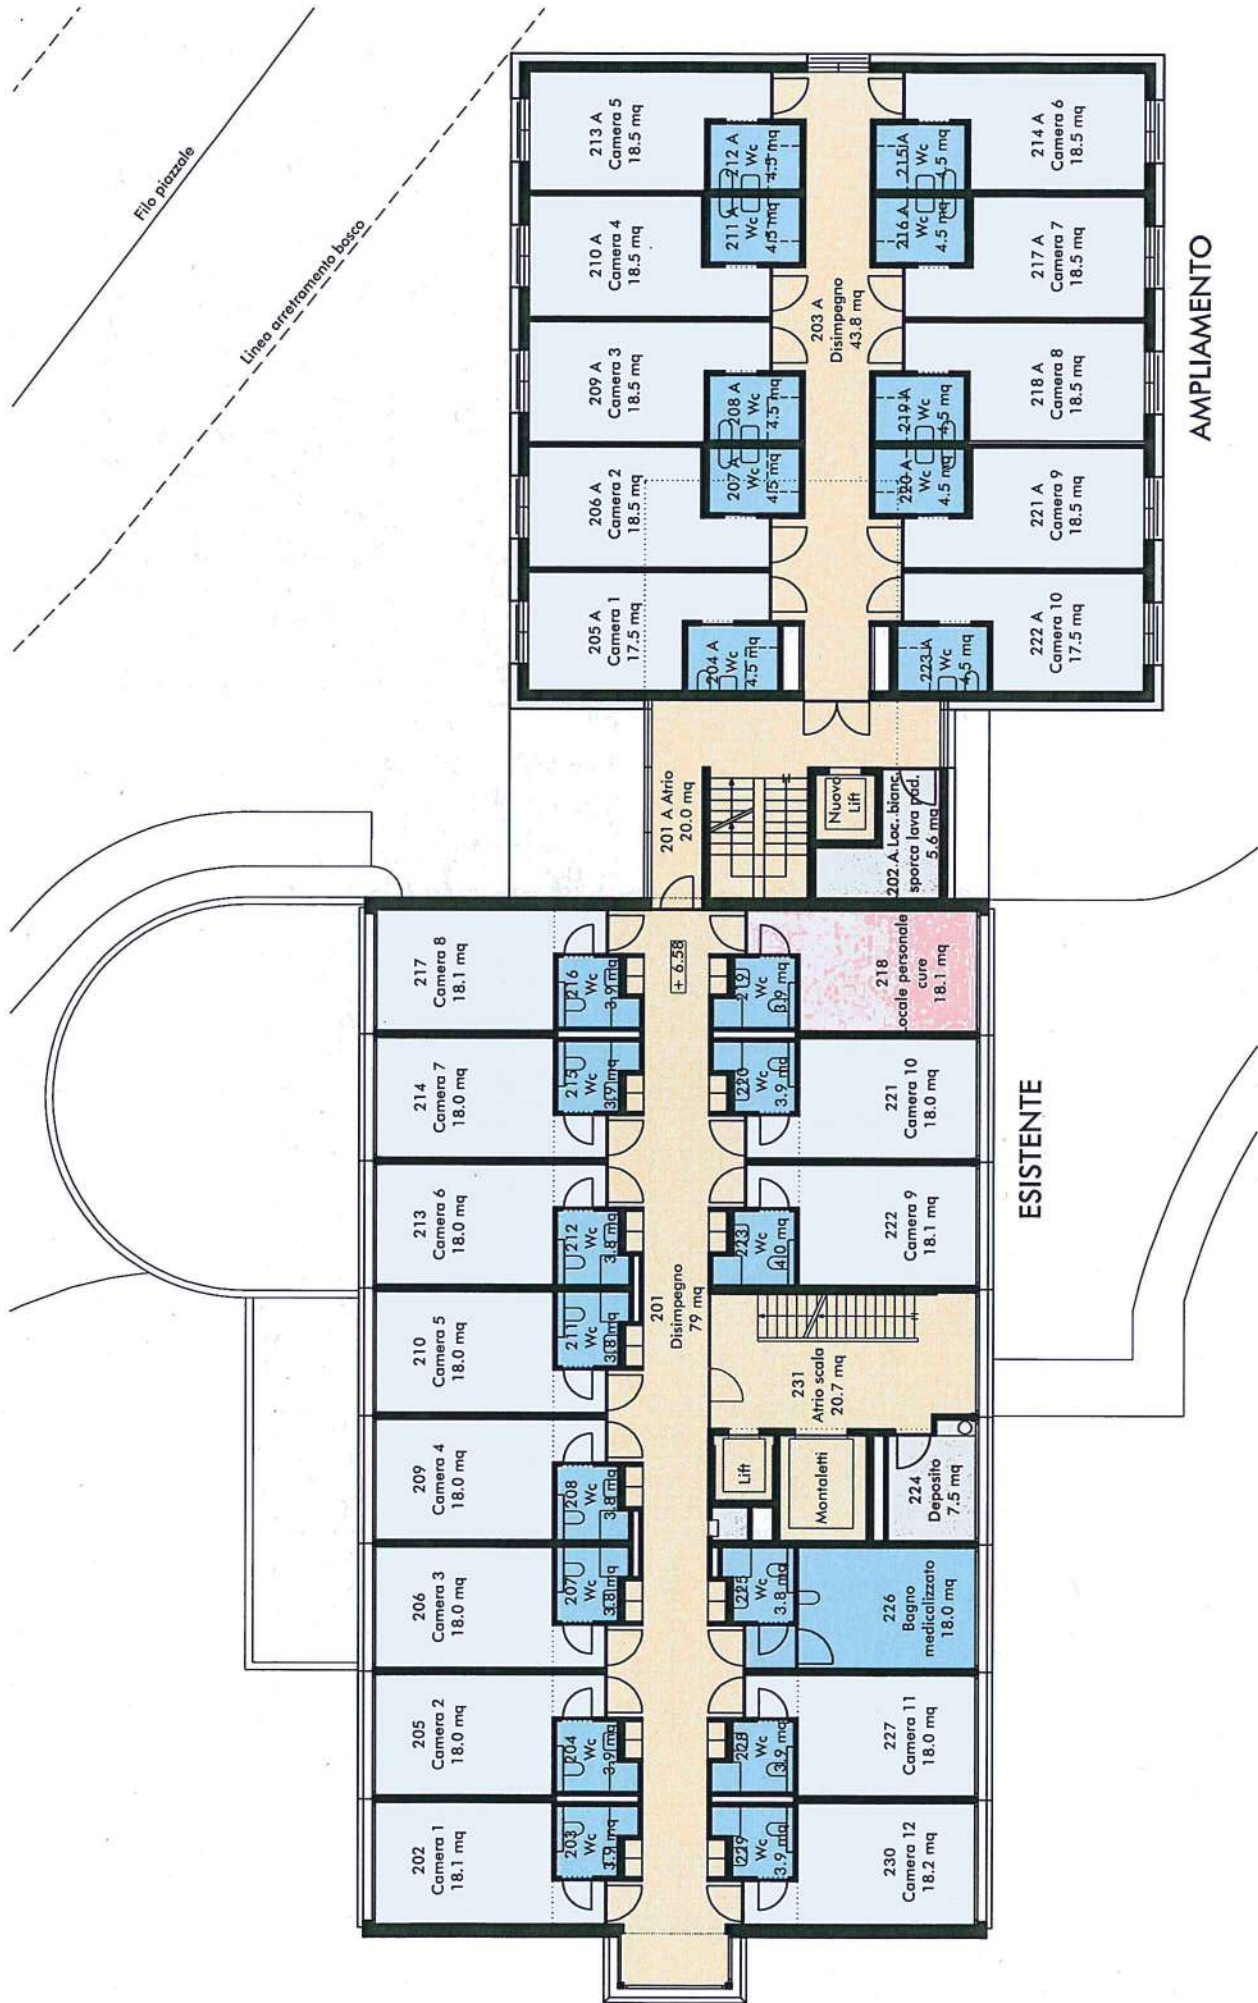 Filo piazzale
Linea arretramento bosco
213 A
Camera 5
18.5 mq
210 A
Camera 4
18.5 mq
209 A
Camera 3
18.5 mq
206 A
Camera 2
18.5 mq
205 A
Camera 1
17.5 mq
212 A
Wc
4.5 mq
211 A
Wc
4.5 mq
208 A
Wc
4.5 mq
207 A
Wc
4.5 mq
204 A
Wc
4.5 mq
203 A
Disimpegno
43.8 mq
215 A
Wc
4.5 mq
216 A
Wc
4.5 mq
219 A
Wc
4.5 mq
220 A
Wc
4.5 mq
223 A
Wc
4.5 mq
214 A
Camera 6
18.5 mq
217 A
Camera 7
18.5 mq
218 A
Camera 8
18.5 mq
221 A
Camera 9
18.5 mq
222 A
Camera 10
17.5 mq
AMPLIAMENTO
201 A Atrio
20.0 mq
Nuovo
Lift
202 A Loc. bianc.
sporca lava pad.
5.6 mq
217
Camera 8
18.1 mq
214
Camera 7
18.0 mq
213
Camera 6
18.0 mq
210
Camera 5
18.0 mq
209
Camera 4
18.0 mq
206
Camera 3
18.0 mq
205
Camera 2
18.0 mq
202
Camera 1
18.1 mq
216
Wc
3.9 mq
215
Wc
3.9 mq
212
Wc
3.8 mq
211
Wc
3.8 mq
208
Wc
3.8 mq
207
Wc
3.8 mq
204
Wc
3.9 mq
203
Wc
3.9 mq
+ 6.58
201
Disimpegno
79 mq
219
Wc
3.9 mq
220
Wc
3.9 mq
223
Wc
4.0 mq
225
Wc
3.8 mq
228
Wc
3.9 mq
229
Wc
3.9 mq
218
ocale personale
cure
18.1 mq
221
Camera 10
18.0 mq
222
Camera 9
18.1 mq
231
Atrio scala
20.7 mq
Lift
Montaletti
224
Deposito
7.5 mq
226
Bagno
medicalizzato
18.0 mq
227
Camera 11
18.0 mq
230
Camera 12
18.2 mq
ESISTENTE